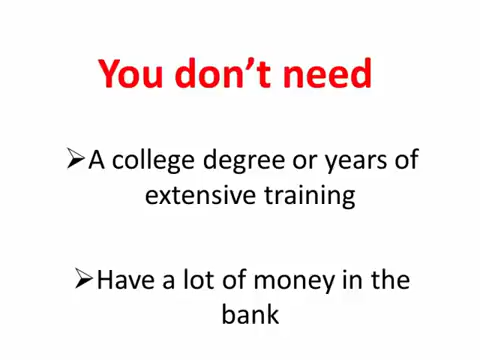 You don’t need
➢A college degree or years of
extensive training
➢Have a lot of money in the
bank